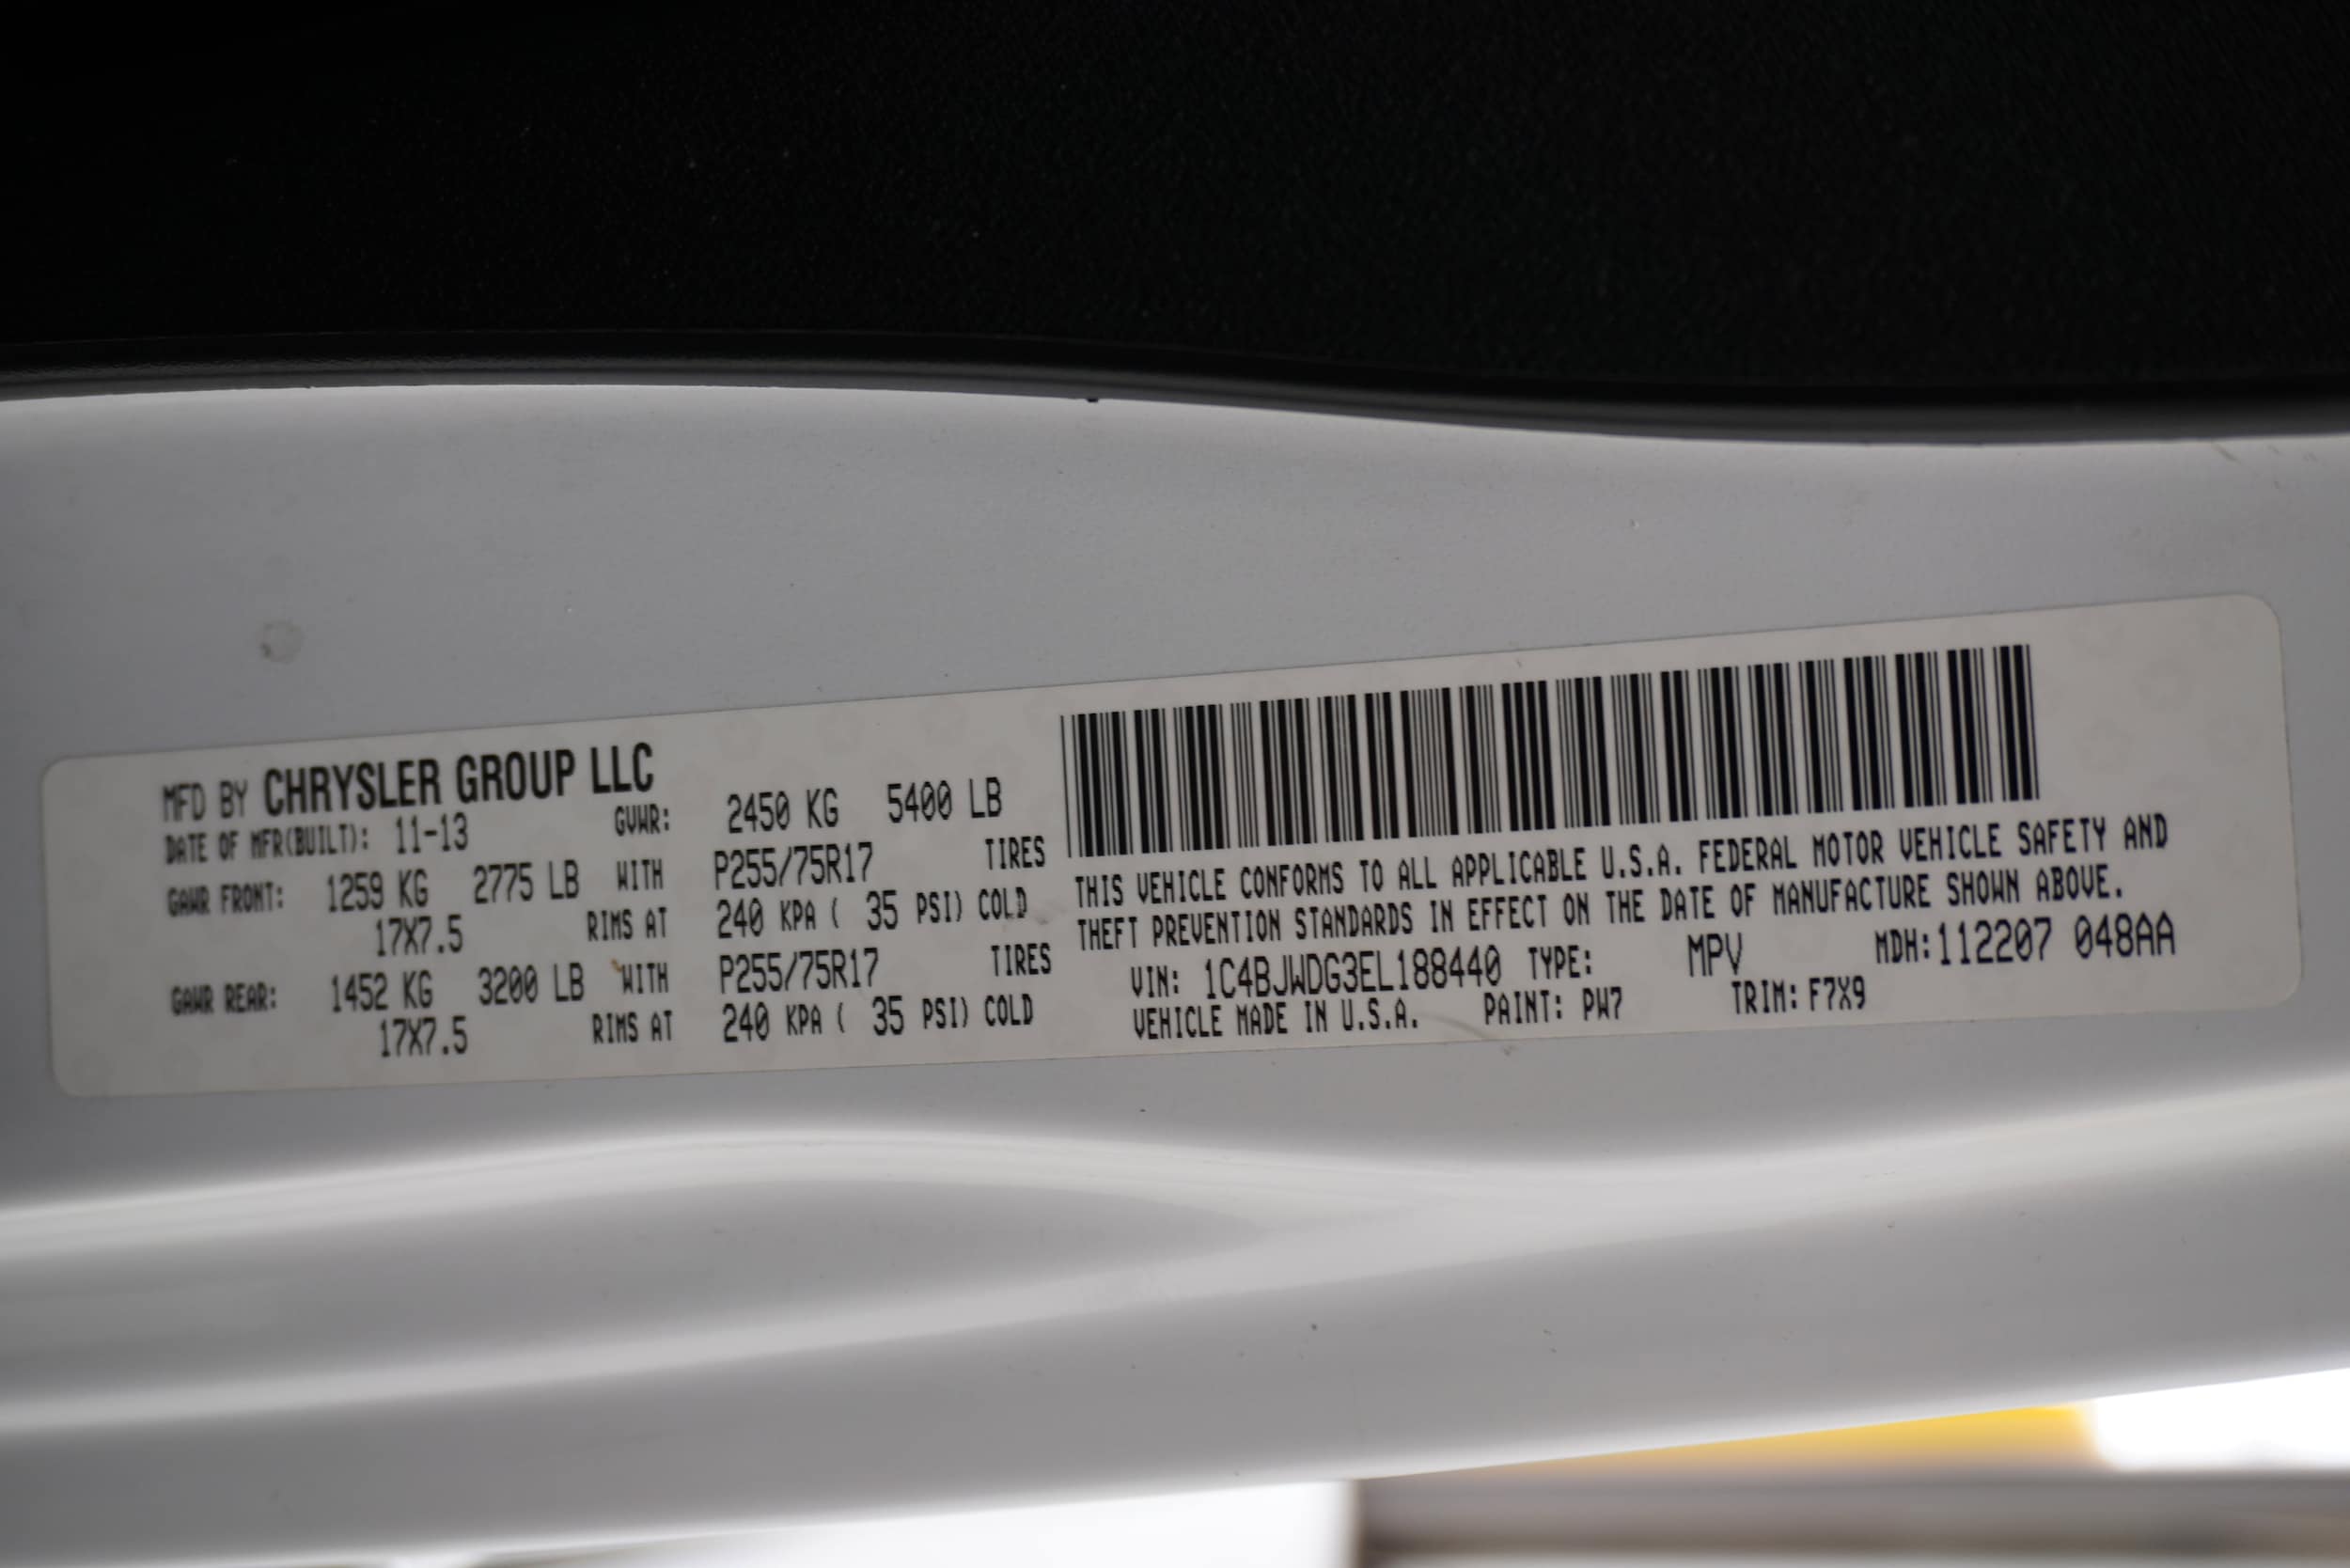 MFD BY CHRYSLER GROUP LLC
DATE OF MFR(BUILT): 11-13 GVWR: 2450 KG 5400 LB
GAWR FRONT: 1259 KG 2775 LB WITH P255/75R17 TIRES
17X7.5 RIMS AT 240 KPA ( 35 PSI) COLD
GAWR REAR: 1452 KG 3200 LB WITH P255/75R17 TIRES
17X7.5 RIMS AT 240 KPA ( 35 PSI) COLD
THIS VEHICLE CONFORMS TO ALL APPLICABLE U.S.A. FEDERAL MOTOR VEHICLE SAFETY AND
THEFT PREVENTION STANDARDS IN EFFECT ON THE DATE OF MANUFACTURE SHOWN ABOVE.
VIN: 1C4BJWDG3EL188440 TYPE: MPV MDH:112207 048AA
VEHICLE MADE IN U.S.A. PAINT: PW7 TRIM: F7X9